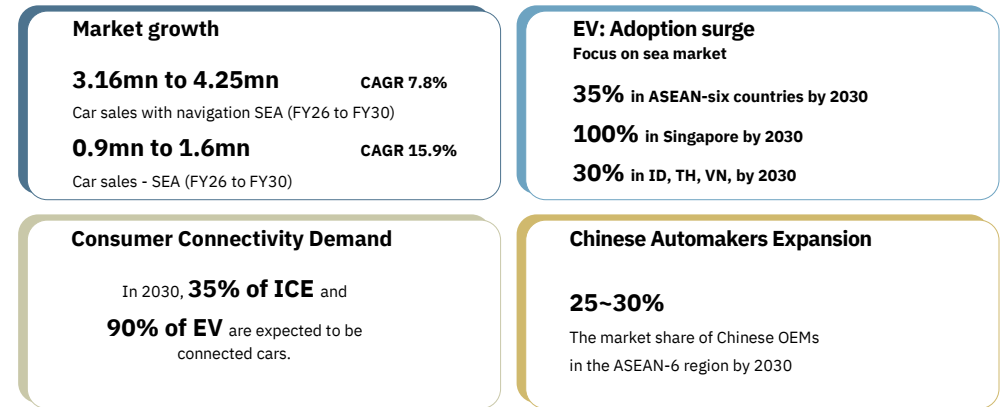 Market growth
3.16mn to 4.25mn CAGR 7.8%
Car sales with navigation SEA (FY26 to FY30)
0.9mn to 1.6mn CAGR 15.9%
Car sales - SEA (FY26 to FY30)
EV: Adoption surge
Focus on sea market
35% in ASEAN-six countries by 2030
100% in Singapore by 2030
30% in ID, TH, VN, by 2030
Consumer Connectivity Demand
In 2030, 35% of ICE and
90% of EV are expected to be
connected cars.
Chinese Automakers Expansion
25~30%
The market share of Chinese OEMs
in the ASEAN-6 region by 2030